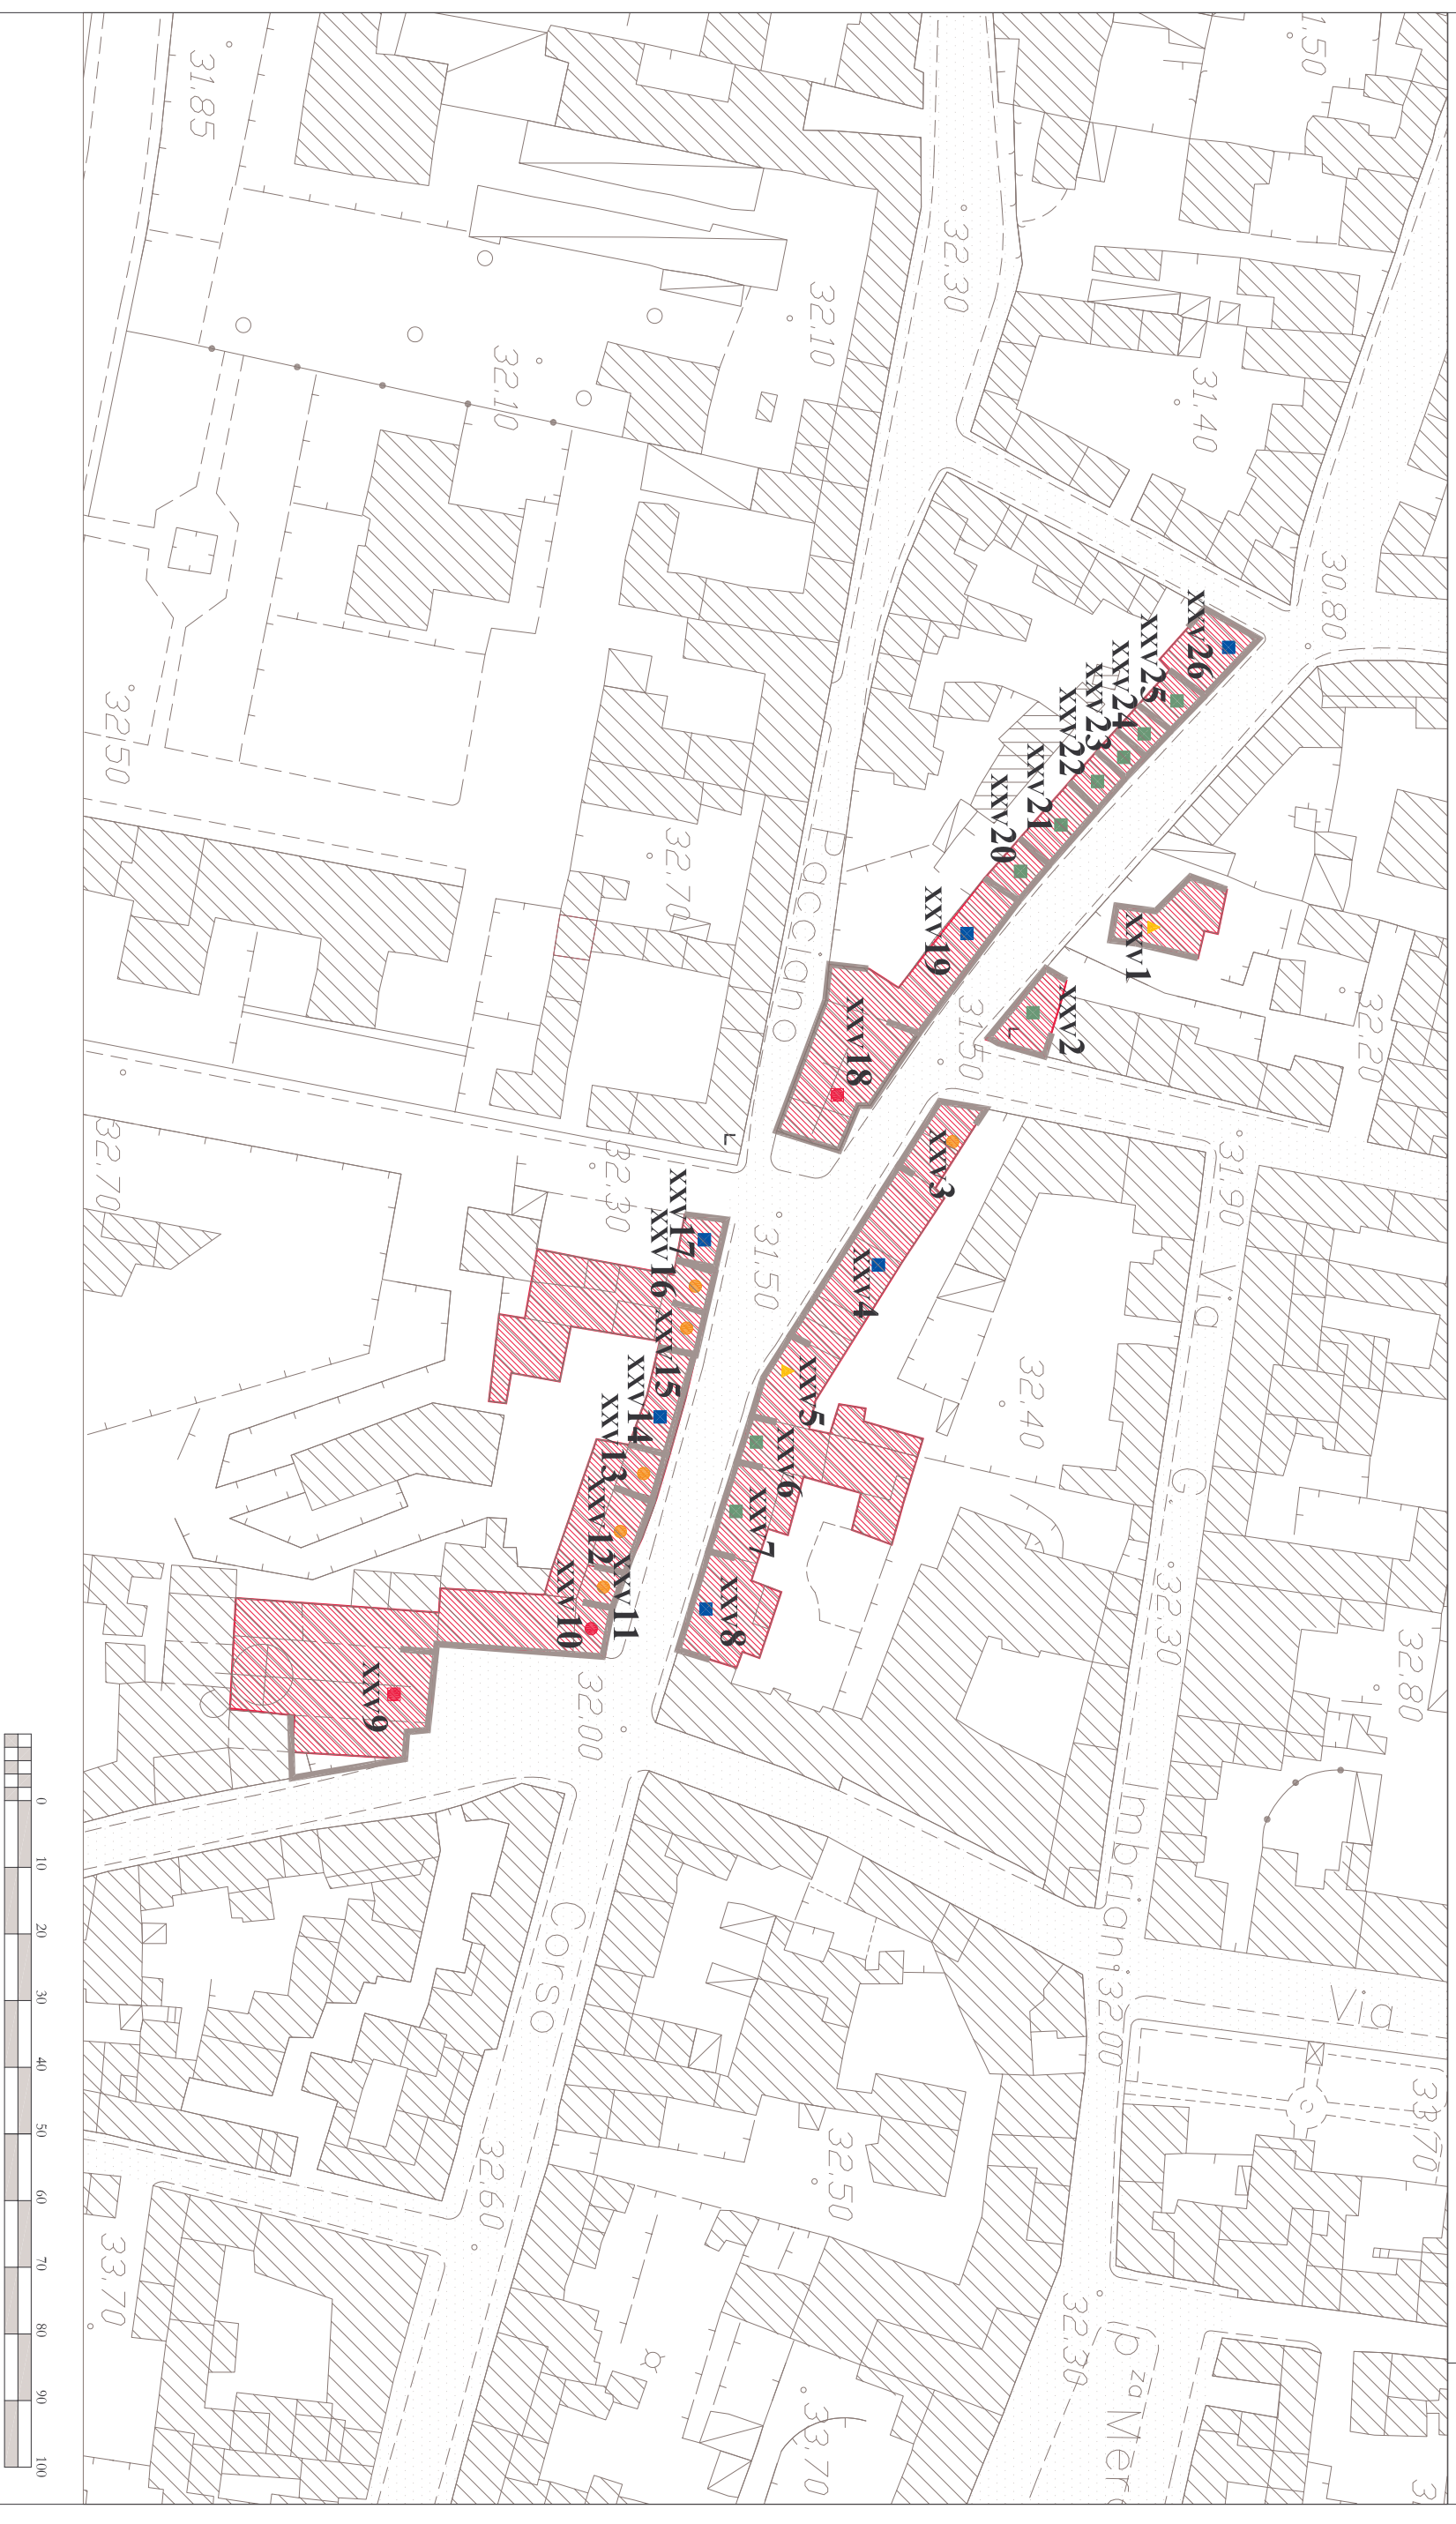 31.85
1.50
32.30
32.10
32.10
31.40
30.80
32.50
32.70
Pacciano
xxv26
xxv25
xxv24
xxv23
xxv22
xxv21
xxv20
xxv19
xxv18
xxv1
xxv2
31.50
32.20
31.90
32.70
32.30
31.50
xxv3
xxv4
xxv5
xxv6
xxv7
xxv8
xxv17
xxv16
xxv15
xxv14
xxv13
xxv12
xxv11
xxv10
xxv9
32.40
Via G. Imbriani
32.30
32.80
32.00
Corso
32.00
Via
33.70
32.50
32.60
33.70
32.30
P.za Merc
33.70
3
0 10 20 30 40 50 60 70 80 90 100